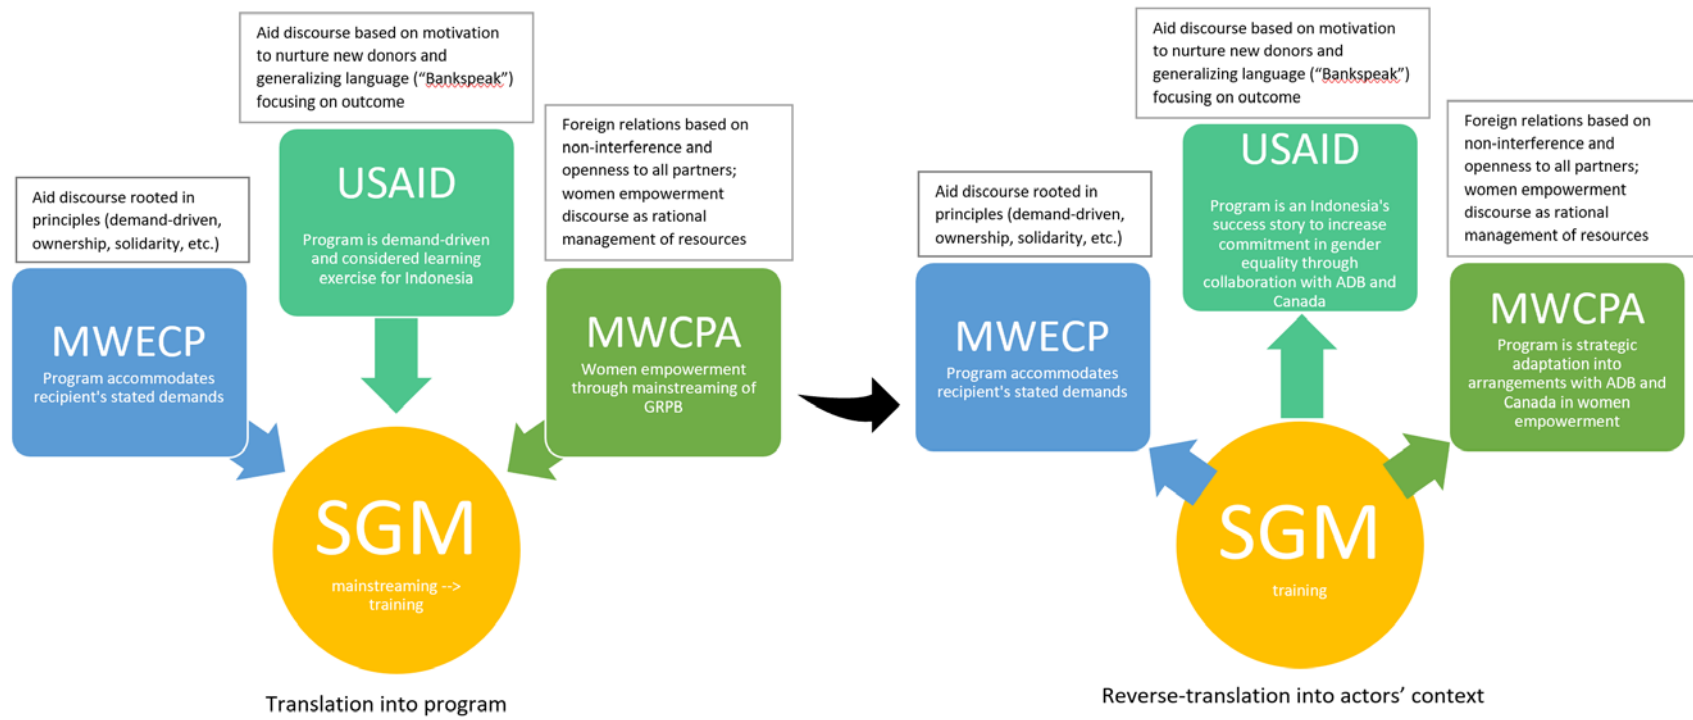 Aid discourse based on motivation
to nurture new donors and
generalizing language (“Bankspeak”)
focusing on outcome
Foreign relations based on
non-interference and
openness to all partners;
women empowerment
discourse as rational
management of resources
Aid discourse rooted in
principles (demand-driven,
ownership, solidarity, etc.)
USAID
Program is demand-driven
and considered learning
exercise for Indonesia
MWECP
Program accommodates
recipient's stated demands
MWCPA
Women empowerment
through mainstreaming of
GRPB
SGM
mainstreaming -->
training
Translation into program
Aid discourse based on motivation
to nurture new donors and
generalizing language (“Bankspeak”)
focusing on outcome
Foreign relations based on
non-interference and
openness to all partners;
women empowerment
discourse as rational
management of resources
Aid discourse rooted in
principles (demand-driven,
ownership, solidarity, etc.)
USAID
Program is an Indonesia's
success story to increase
commitment in gender
equality through
collaboration with ADB and
Canada
MWECP
Program accommodates
recipient's stated demands
MWCPA
Program is strategic
adaptation into
arrangements with ADB and
Canada in women
empowerment
SGM
training
Reverse-translation into actors’ context